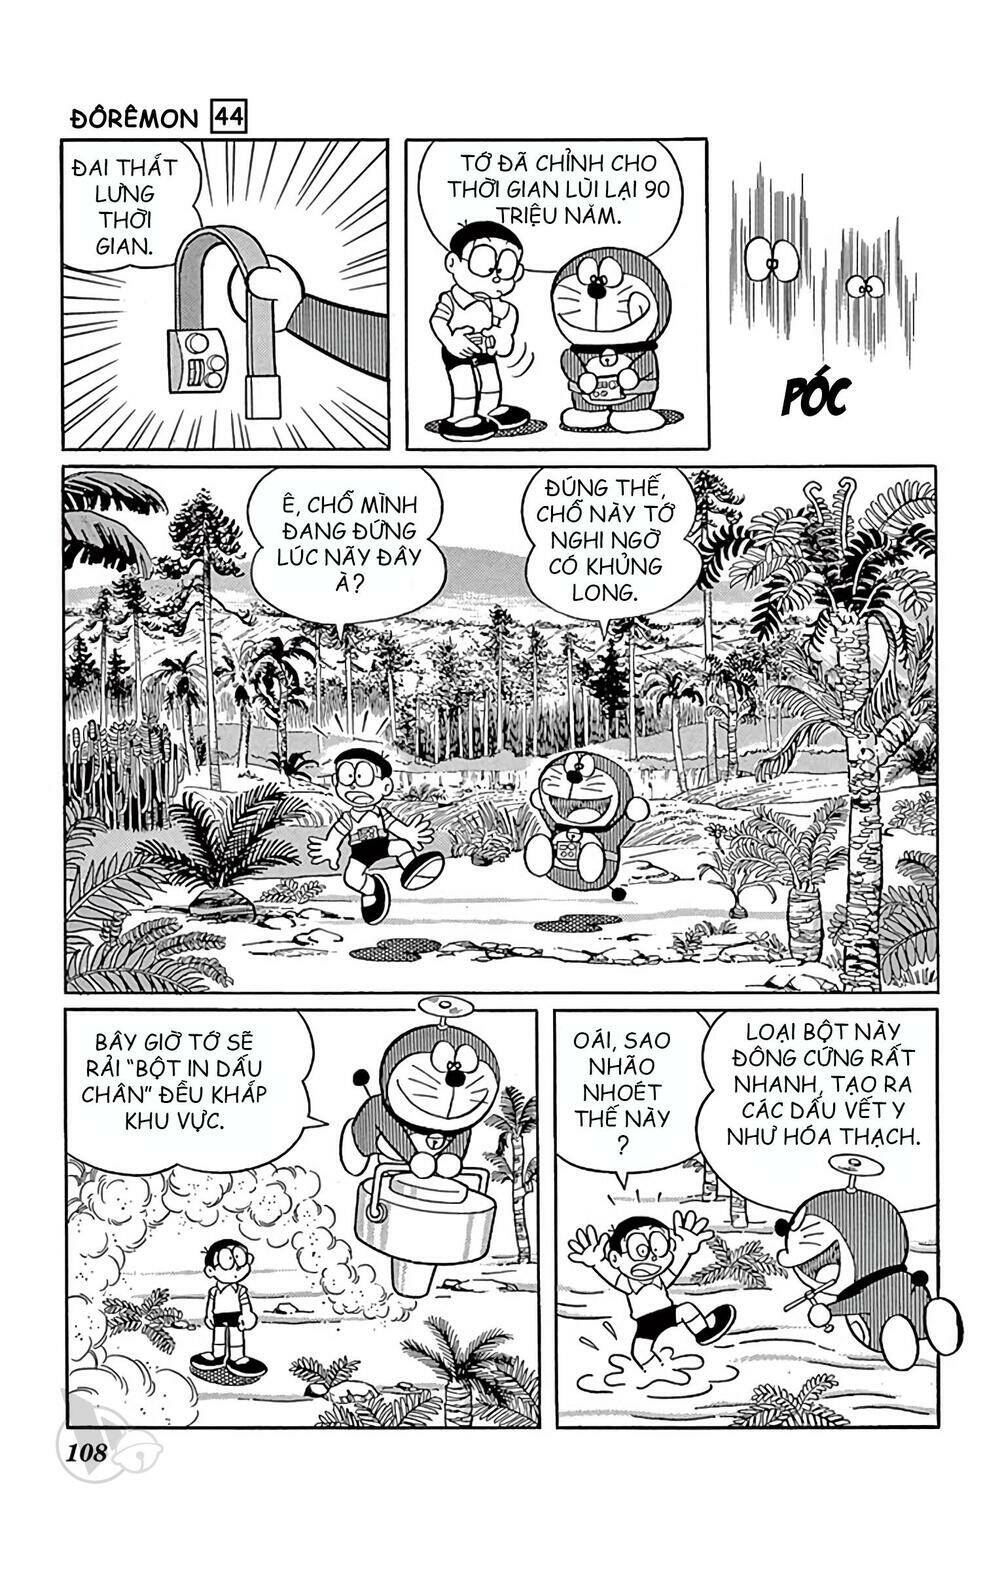 ĐÔRÊMON 44
ĐAI THẮT
LƯNG
THỜI
GIAN.
TỚ ĐÃ CHỈNH CHO
THỜI GIAN LÙI LẠI 90
TRIỆU NĂM.
PÓC
Ê, CHỖ MÌNH
ĐANG ĐỨNG
LÚC NÃY ĐÂY
À?
ĐÚNG THẾ,
CHỖ NÀY TỚ
NGHI NGỜ
CÓ KHỦNG
LONG.
BÂY GIỜ TỚ SẼ
RẢI “BỘT IN DẤU
CHÂN” ĐỀU KHẮP
KHU VỰC.
OÁI, SAO
NHÃO
NHOÉT
THẾ NÀY
?
LOẠI BỘT NÀY
ĐÔNG CỨNG RẤT
NHANH, TẠO RA
CÁC DẤU VẾT Y
NHƯ HÓA THẠCH.
108